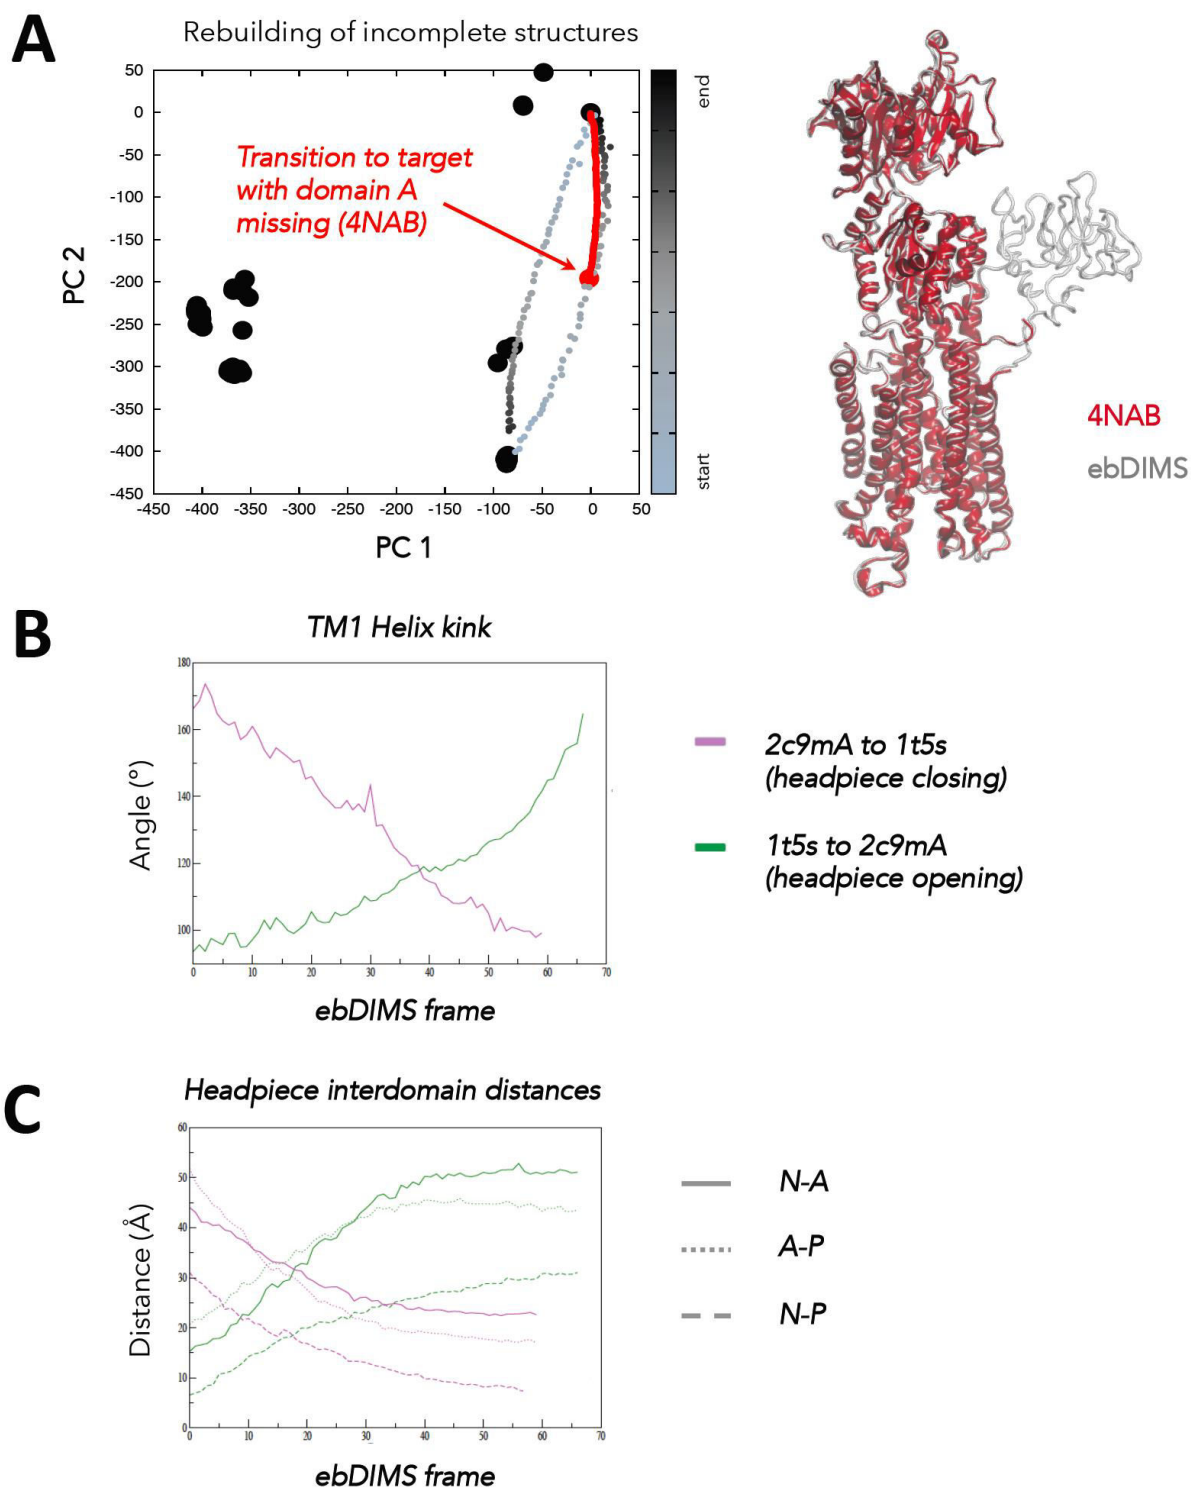 A
Rebuilding of incomplete structures
50
0
-50
-100
-150
-200
-250
-300
-350
-400
-450
PC 2
Transition to target
with domain A
missing (4NAB)
-450 -400 -350 -300 -250 -200 -150 -100 -50 0 50
PC 1
end
start
4NAB
ebDIMS
B
TM1 Helix kink
180
160
140
120
100
Angle (°)
0 10 20 30 40 50 60 70
ebDIMS frame
2c9mA to 1t5s
(headpiece closing)
1t5s to 2c9mA
(headpiece opening)
C
Headpiece interdomain distances
60
50
40
30
20
10
0
Distance (Å)
0 10 20 30 40 50 60 70
ebDIMS frame
N-A
A-P
N-P